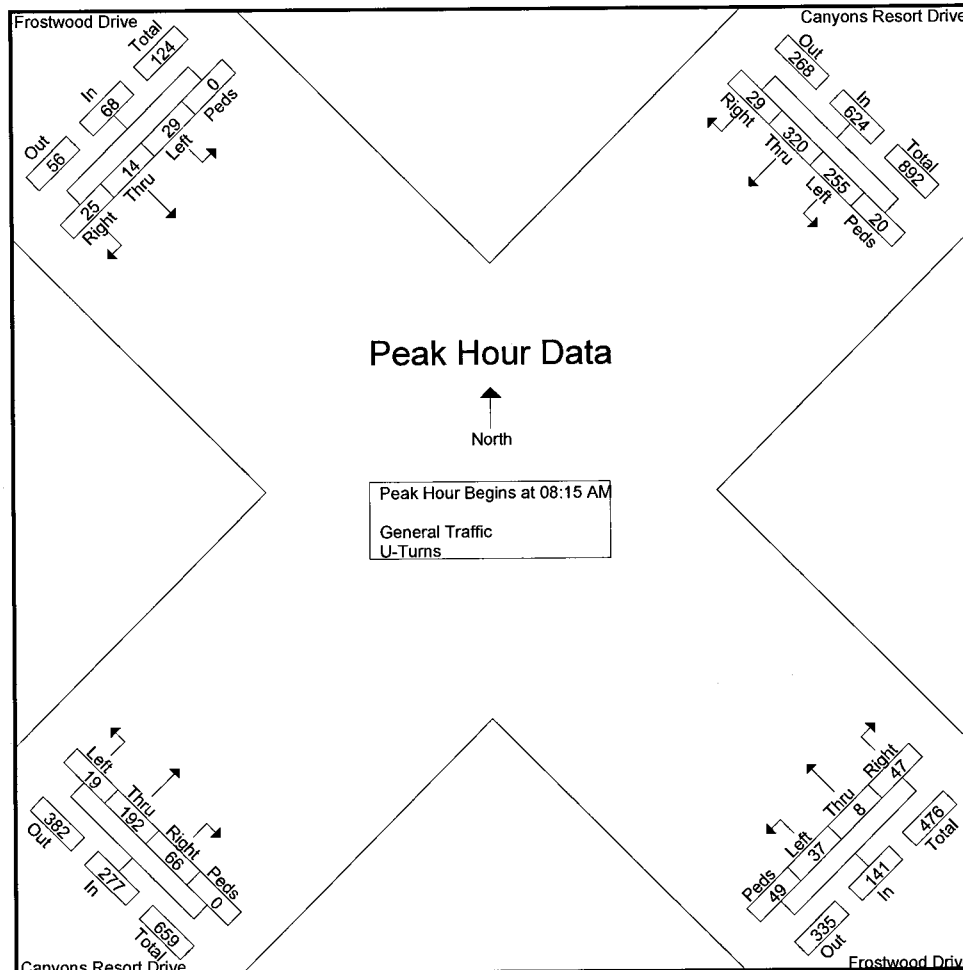 Frostwood Drive
Total
124
In
68
Out
56
0
Peds
29
Left
14
Thru
25
Right
Canyons Resort Drive
Out
268
In
624
Total
892
29
Right
320
Thru
255
Left
20
Peds
Peak Hour Data
North
Peak Hour Begins at 08:15 AM
General Traffic
U-Turns
Left
19
Thru
192
Right
66
Peds
0
382
Out
277
In
659
Total
Canyons Resort Drive
Right
47
Thru
8
Left
37
Peds
49
476
Total
141
In
335
Out
Frostwood Driv